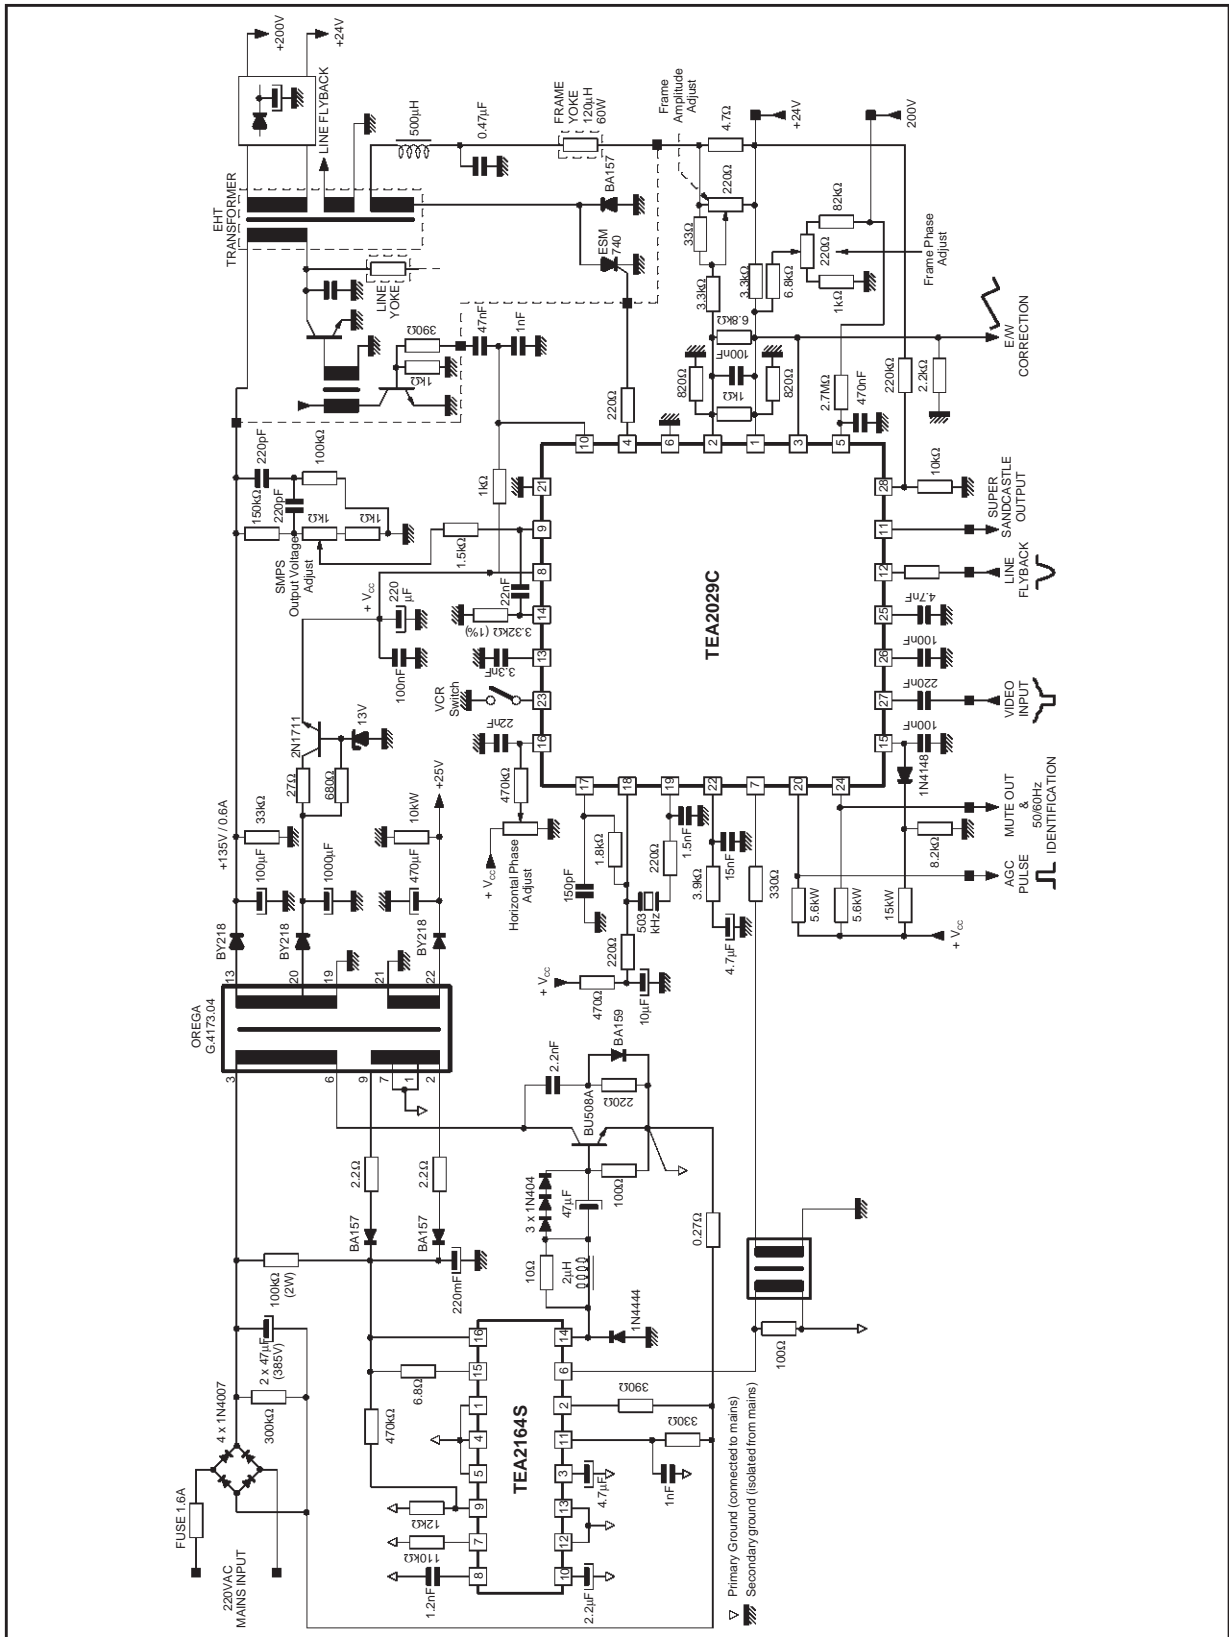 220VAC
MAINS INPUT
FUSE 1.6A
4 x 1N4007
300kΩ
2 x 47µF
(385V)
100kΩ
(2W)
BA157
2.2Ω
BA157
2.2Ω
220mF
OREGA
G.4173.04
3
6
9
7
1
2
13
20
19
21
22
BY218
BY218
BY218
100µF
33kΩ
+135V / 0.6A
1000µF
27Ω
680Ω
2N1711
13V
470µF
10kW
+25V
100nF
+ VCC
220
µF
SMPS
Output Voltage
Adjust
150kΩ
220pF
220pF
100kΩ
1kΩ
1kΩ
1.5kΩ
1kΩ
390Ω
1kΩ
47nF
1nF
EHT
TRANSFORMER
LINE
YOKE
LINE FLYBACK
+200V
+24V
500µH
0.47µF
FRAME
YOKE
120µH
60W
BA157
ESM
740
Frame
Amplitude
Adjust
4.7Ω
220Ω
33Ω
3.3kΩ
3.3kΩ
6.8kΩ
+24V
200V
82kΩ
220Ω
1kΩ
Frame Phase
Adjust
220Ω
820Ω
6.8kΩ
100nF
1kΩ
820Ω
2.7MΩ
470nF
220kΩ
2.2kΩ
E/W
CORRECTION
470kΩ
6.8Ω
12kΩ
110kΩ
1.2nF
TEA2164S
8
7
9
5
4
1
15
16
10
12
13
3
11
2
6
14
2.2µF
4.7µF
1nF
330Ω
390Ω
1N4444
10Ω
2µH
3 x 1N404
47µF
100Ω
BU508A
2.2nF
220Ω
BA159
0.27Ω
100Ω
+ VCC
470Ω
10µF
220Ω
+ VCC
Horizontal Phase
Adjust
470kΩ
22nF
VCR
Switch
3.3nF
3.32kΩ (1%)
22nF
150pF
1.8kΩ
503
kHz
220Ω
1.5nF
4.7µF
3.9kΩ
15nF
330Ω
TEA2029C
16
23
13
14
8
9
21
10
4
6
2
1
3
5
17
18
19
22
7
20
24
15
27
26
25
12
11
28
5.6kW
5.6kW
15kW
+ VCC
8.2kΩ
1N4148
100nF
220nF
100nF
4.7nF
10kΩ
AGC
PULSE
MUTE OUT
&
50/60Hz
IDENTIFICATION
VIDEO
INPUT
LINE
FLYBACK
SUPER
SANDCASTLE
OUTPUT
Primary Ground (connected to mains)
Secondary ground (isolated from mains)